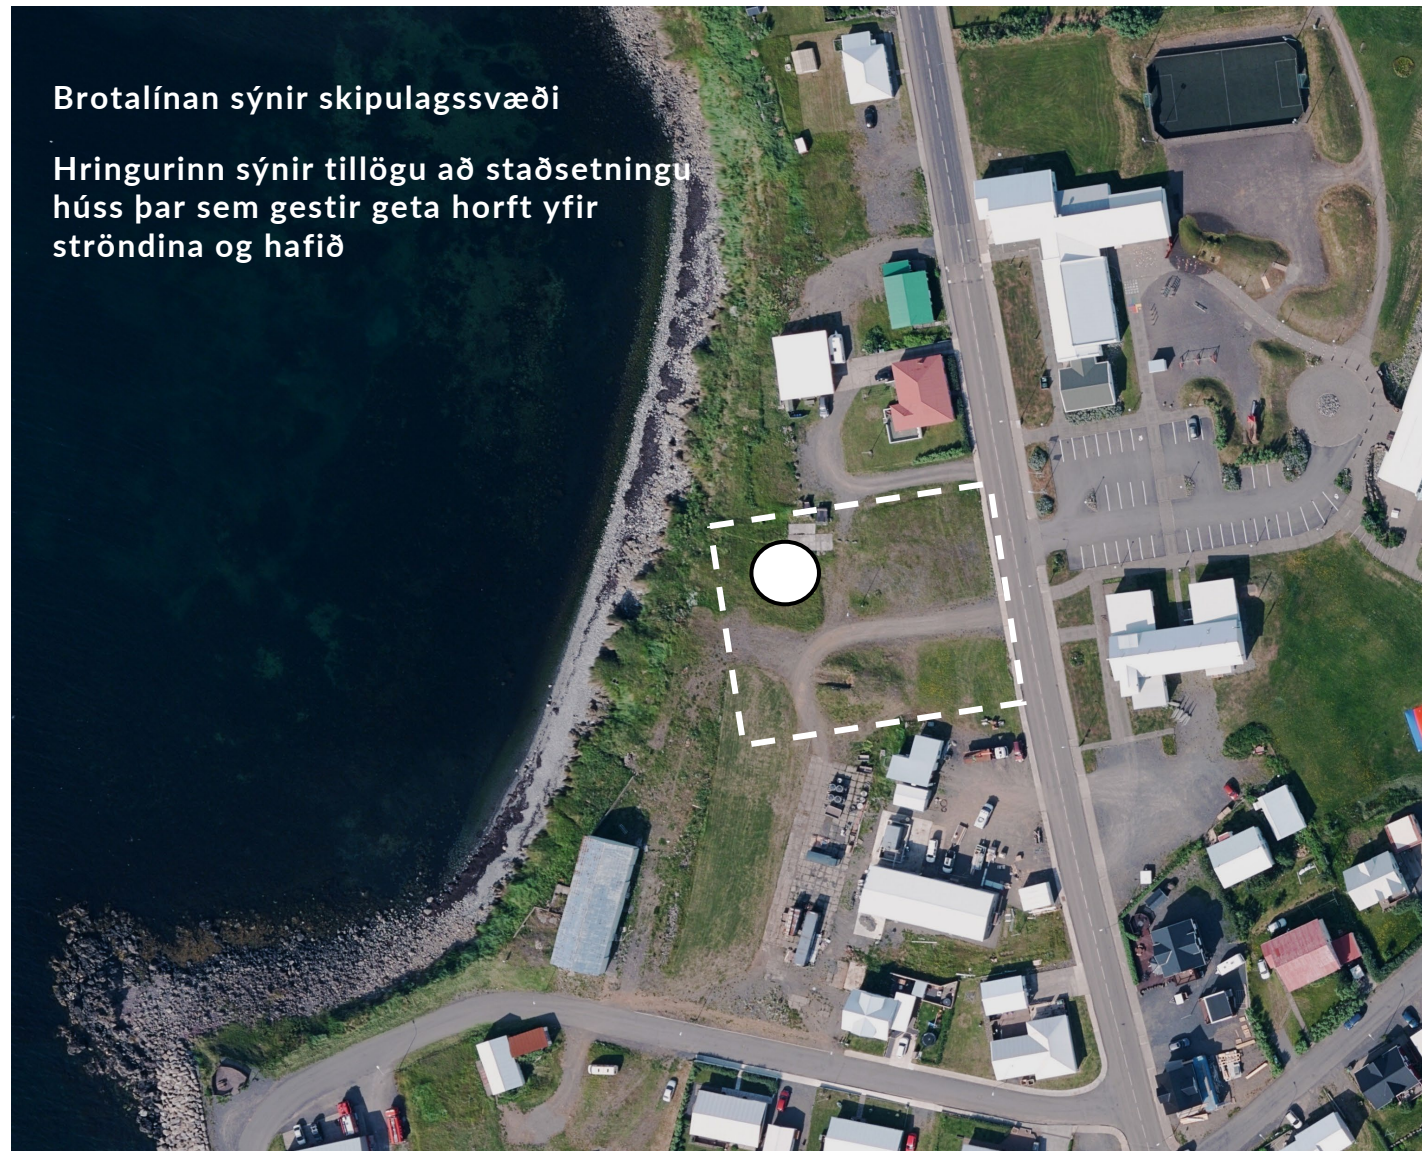 Brotalínan sýnir skipulagssvæði
Hringurinn sýnir tillögu að staðsetningu
húss þar sem gestir geta horft yfir
ströndina og hafið